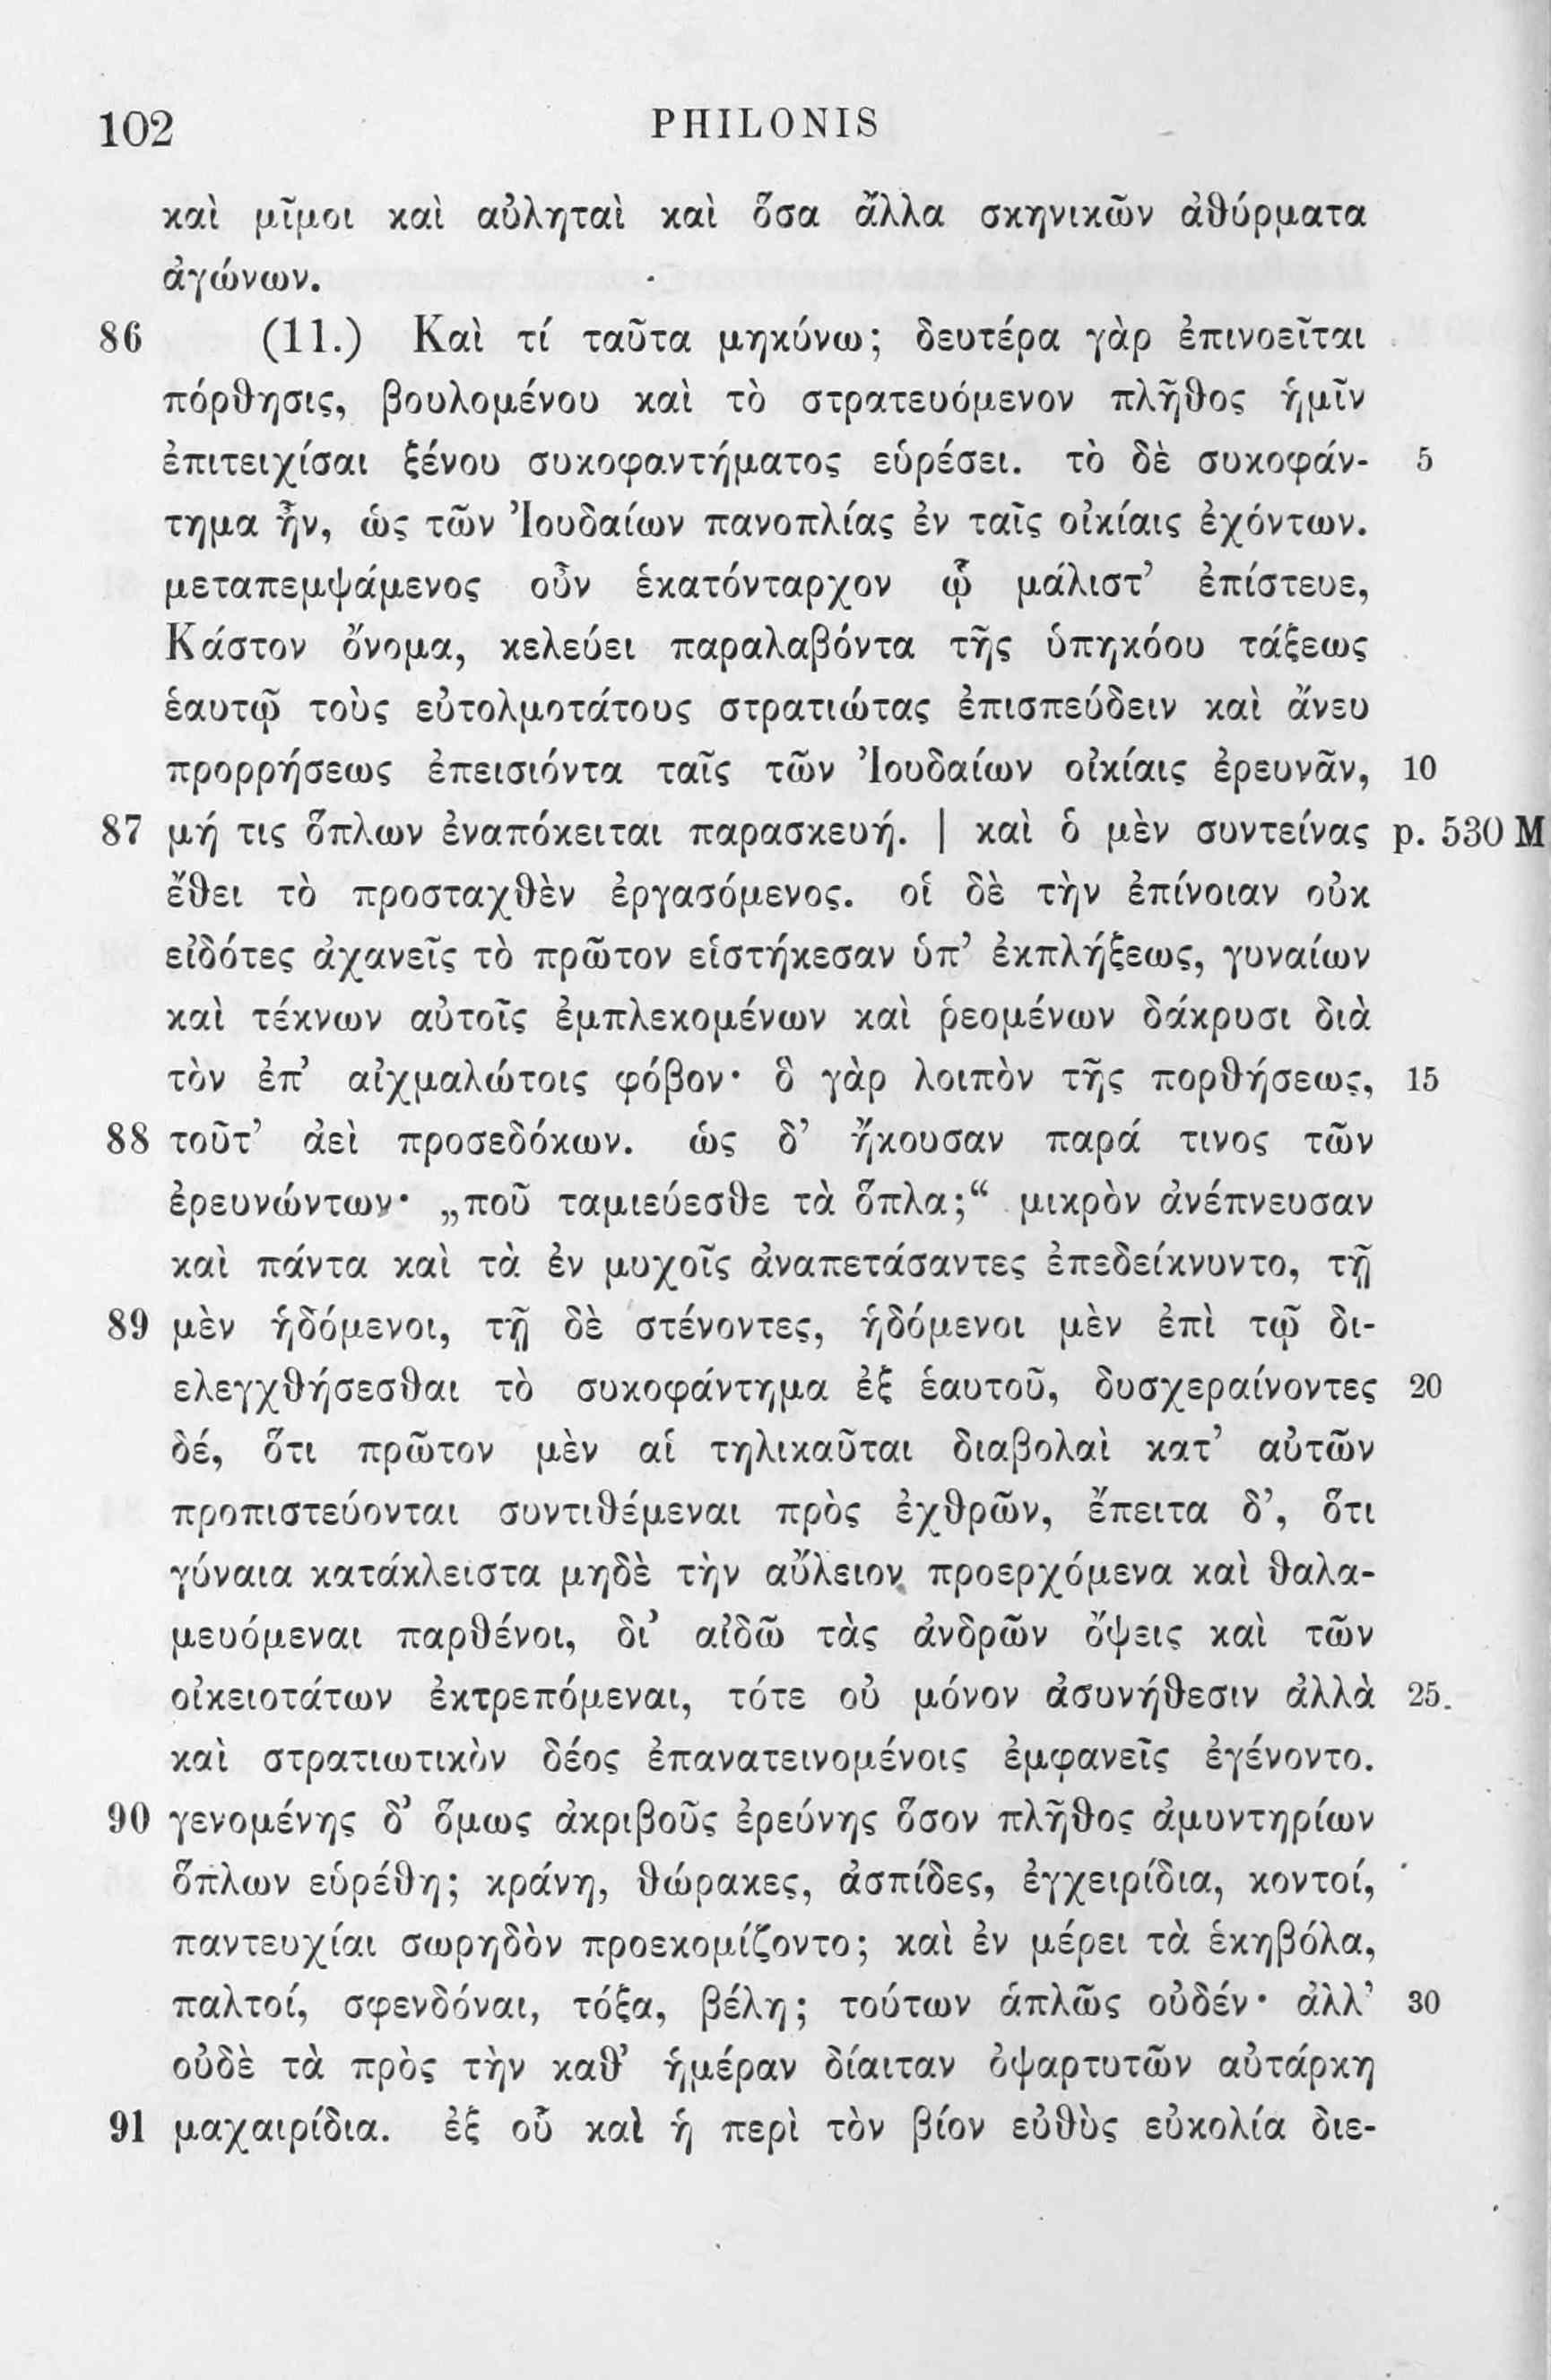 102 PHILONIS
καὶ μῖμοι καὶ αὐληταὶ καὶ ὅσα ἄλλα σκηνικῶν ἀθύρματα
ἀγώνων.
86 (11.) Καὶ τί ταῦτα μηκύνω; δευτέρα γὰρ ἐπινοεῖται
πόρθησις, βουλομένου καὶ τὸ στρατευόμενον πλῆθος ἡμῖν
ἐπιτειχίσαι ξένου συκοφαντήματος εὑρέσει. τὸ δὲ συκοφάν- 5
τημα ἦν, ὡς τῶν Ἰουδαίων πανοπλίας ἐν ταῖς οἰκίαις ἐχόντων.
μεταπεμψάμενος οὖν ἑκατόνταρχον ᾧ μάλιστ’ ἐπίστευε,
Κάστον ὄνομα, κελεύει παραλαβόντα τῆς ὑπηκόου τάξεως
ἑαυτῷ τοὺς εὐτολμοτάτους στρατιώτας ἐπισπεύδειν καὶ ἄνευ
προρρήσεως ἐπεισιόντα ταῖς τῶν Ἰουδαίων οἰκίαις ἐρευνᾶν, 10
87 μή τις ὅπλων ἐναπόκειται παρασκευή. | καὶ ὁ μὲν συντείνας p. 530 M
ἔθει τὸ προσταχθὲν ἐργασόμενος. οἱ δὲ τὴν ἐπίνοιαν οὐκ
εἰδότες ἀχανεῖς τὸ πρῶτον εἱστήκεσαν ὑπ’ ἐκπλήξεως, γυναίων
καὶ τέκνων αὐτοῖς ἐμπλεκομένων καὶ ῥεομένων δάκρυσι διὰ
τὸν ἐπ’ αἰχμαλώτοις φόβον· ὃ γὰρ λοιπὸν τῆς πορθήσεως, 15
88 τοῦτ’ ἀεὶ προσεδόκων. ὡς δ’ ἤκουσαν παρά τινος τῶν
ἐρευνώντων· „ποῦ ταμιεύεσθε τὰ ὅπλα;“ μικρὸν ἀνέπνευσαν
καὶ πάντα καὶ τὰ ἐν μυχοῖς ἀναπετάσαντες ἐπεδείκνυντο, τῇ
89 μὲν ἡδόμενοι, τῇ δὲ στένοντες, ἡδόμενοι μὲν ἐπὶ τῷ δι-
ελεγχθήσεσθαι τὸ συκοφάντημα ἐξ ἑαυτοῦ, δυσχεραίνοντες 20
δέ, ὅτι πρῶτον μὲν αἱ τηλικαῦται διαβολαὶ κατ’ αὐτῶν
προπιστεύονται συντιθέμεναι πρὸς ἐχθρῶν, ἔπειτα δ’, ὅτι
γύναια κατάκλειστα μηδὲ τὴν αὔλειον προερχόμενα καὶ θαλα-
μευόμεναι παρθένοι, δι’ αἰδῶ τὰς ἀνδρῶν ὄψεις καὶ τῶν
οἰκειοτάτων ἐκτρεπόμεναι, τότε οὐ μόνον ἀσυνήθεσιν ἀλλὰ 25
καὶ στρατιωτικὸν δέος ἐπανατεινομένοις ἐμφανεῖς ἐγένοντο.
90 γενομένης δ’ ὅμως ἀκριβοῦς ἐρεύνης ὅσον πλῆθος ἀμυντηρίων
ὅπλων εὑρέθη; κράνη, θώρακες, ἀσπίδες, ἐγχειρίδια, κοντοί,
παντευχίαι σωρηδὸν προεκομίζοντο; καὶ ἐν μέρει τὰ ἑκηβόλα,
παλτοί, σφενδόναι, τόξα, βέλη; τούτων ἁπλῶς οὐδέν· ἀλλ’ 30
οὐδὲ τὰ πρὸς τὴν καθ’ ἡμέραν δίαιταν ὀψαρτυτῶν αὐτάρκη
91 μαχαιρίδια. ἐξ οὗ καὶ ἡ περὶ τὸν βίον εὐθὺς εὐκολία διε-